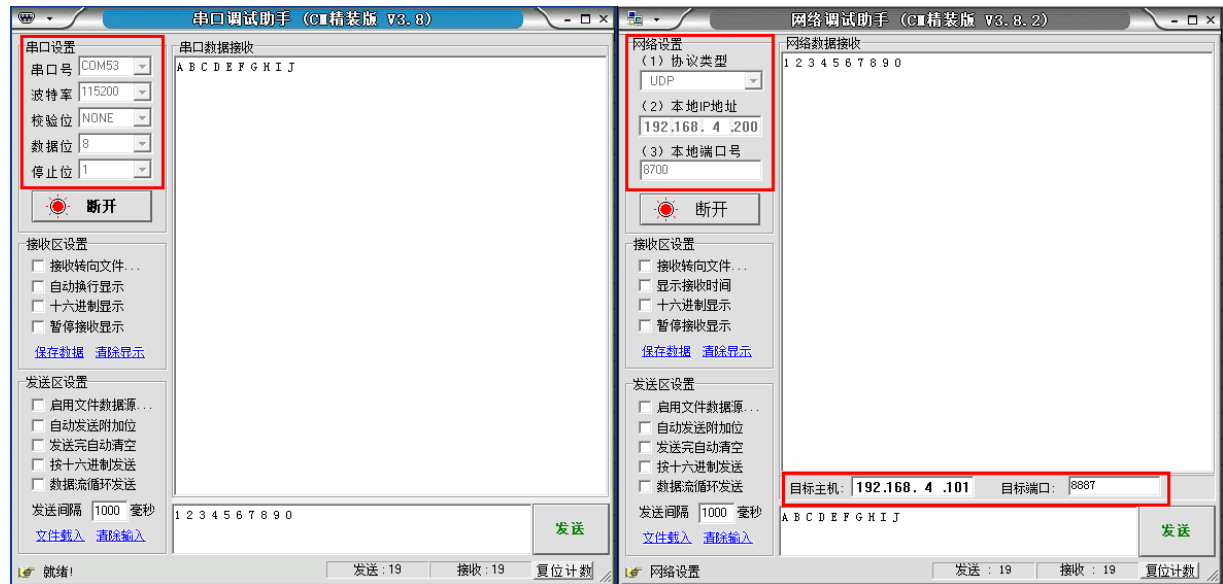 串口调试助手 (CM精装版 V3.8)
串口设置
串口号 COM53
波特率 115200
校验位 NONE
数据位 8
停止位 1
断开
接收区设置
接收转向文件...
自动换行显示
十六进制显示
暂停接收显示
保存数据 清除显示
发送区设置
启用文件数据源...
自动发送附加位
发送完自动清空
按十六进制发送
数据流循环发送
发送间隔 1000 毫秒
文件载入 清除输入
串口数据接收
A B C D E F G H I J
1 2 3 4 5 6 7 8 9 0
发送
就绪!
发送:19
接收:19
复位计数
网络调试助手 (CM精装版 V3.8.2)
网络设置
(1) 协议类型
UDP
(2) 本地IP地址
192.168. 4 .200
(3) 本地端口号
8700
断开
接收区设置
接收转向文件...
显示接收时间
十六进制显示
暂停接收显示
保存数据 清除显示
发送区设置
启用文件数据源...
自动发送附加位
发送完自动清空
按十六进制发送
数据流循环发送
发送间隔 1000 毫秒
文件载入 清除输入
网络数据接收
1 2 3 4 5 6 7 8 9 0
目标主机: 192.168. 4 .101 目标端口: 8887
A B C D E F G H I J
发送
网络设置
发送 : 19
接收 : 19
复位计数